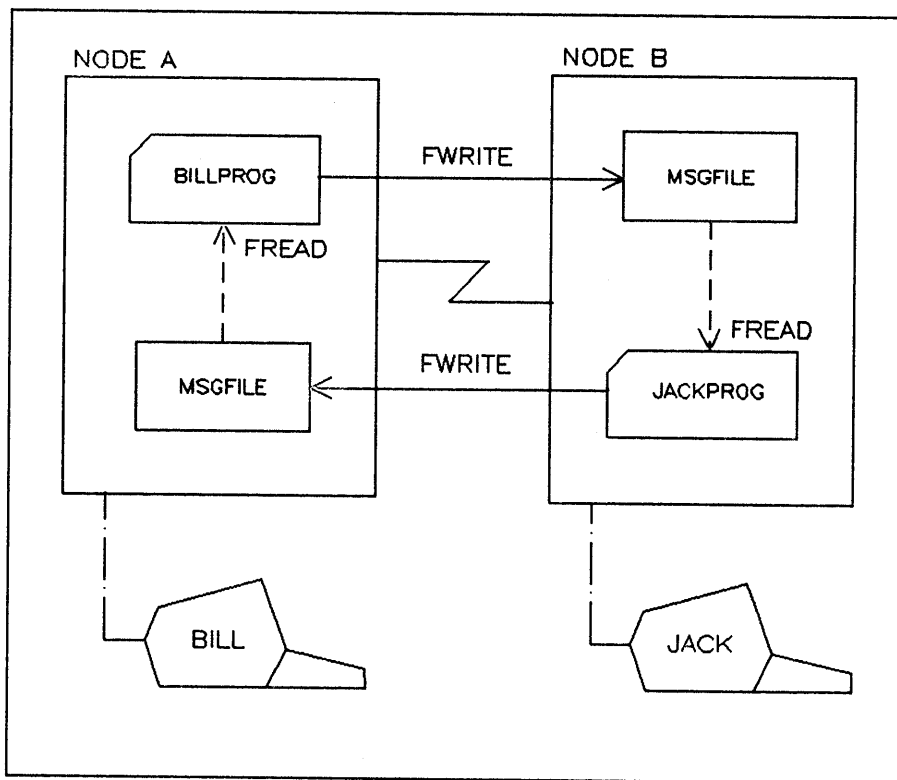 NODE A
NODE B
BILLPROG
FWRITE
MSGFILE
FREAD
FREAD
MSGFILE
FWRITE
JACKPROG
BILL
JACK